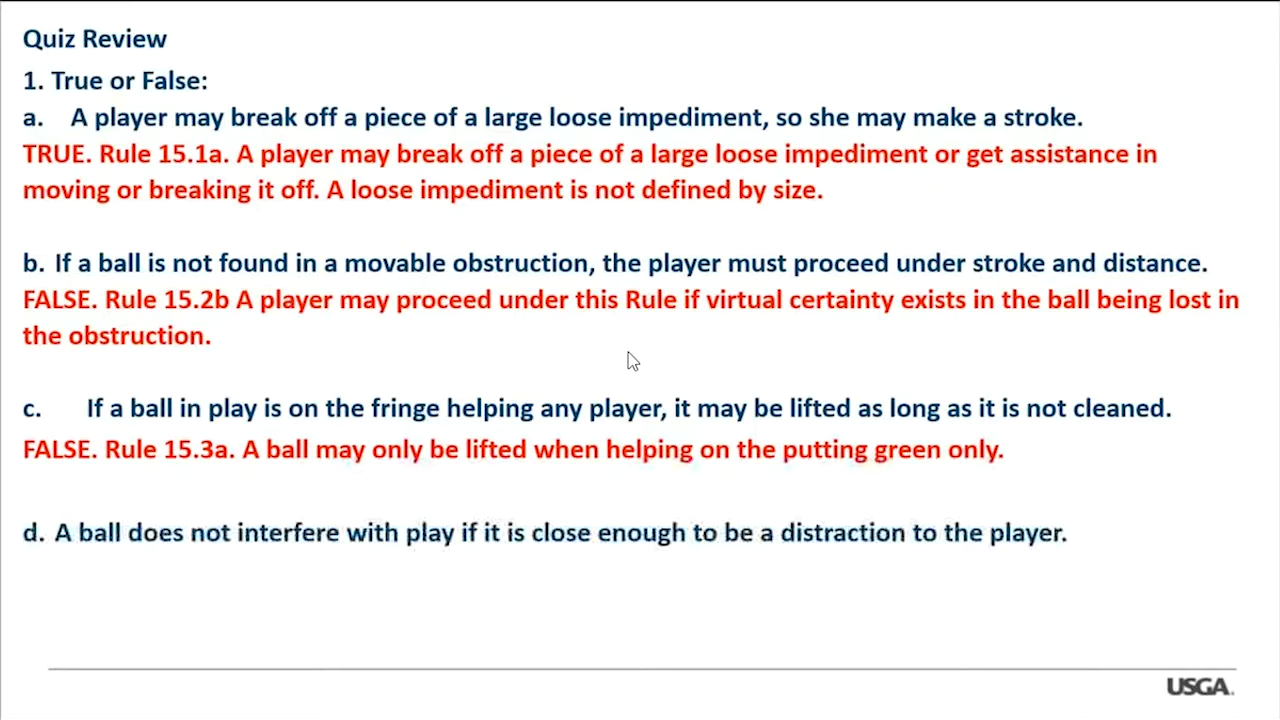 Quiz Review
1. True or False:
a. A player may break off a piece of a large loose impediment, so she may make a stroke.
TRUE. Rule 15.1a. A player may break off a piece of a large loose impediment or get assistance in
moving or breaking it off. A loose impediment is not defined by size.
b. If a ball is not found in a movable obstruction, the player must proceed under stroke and distance.
FALSE. Rule 15.2b A player may proceed under this Rule if virtual certainty exists in the ball being lost in
the obstruction.
c. If a ball in play is on the fringe helping any player, it may be lifted as long as it is not cleaned.
FALSE. Rule 15.3a. A ball may only be lifted when helping on the putting green only.
d. A ball does not interfere with play if it is close enough to be a distraction to the player.
USGA.